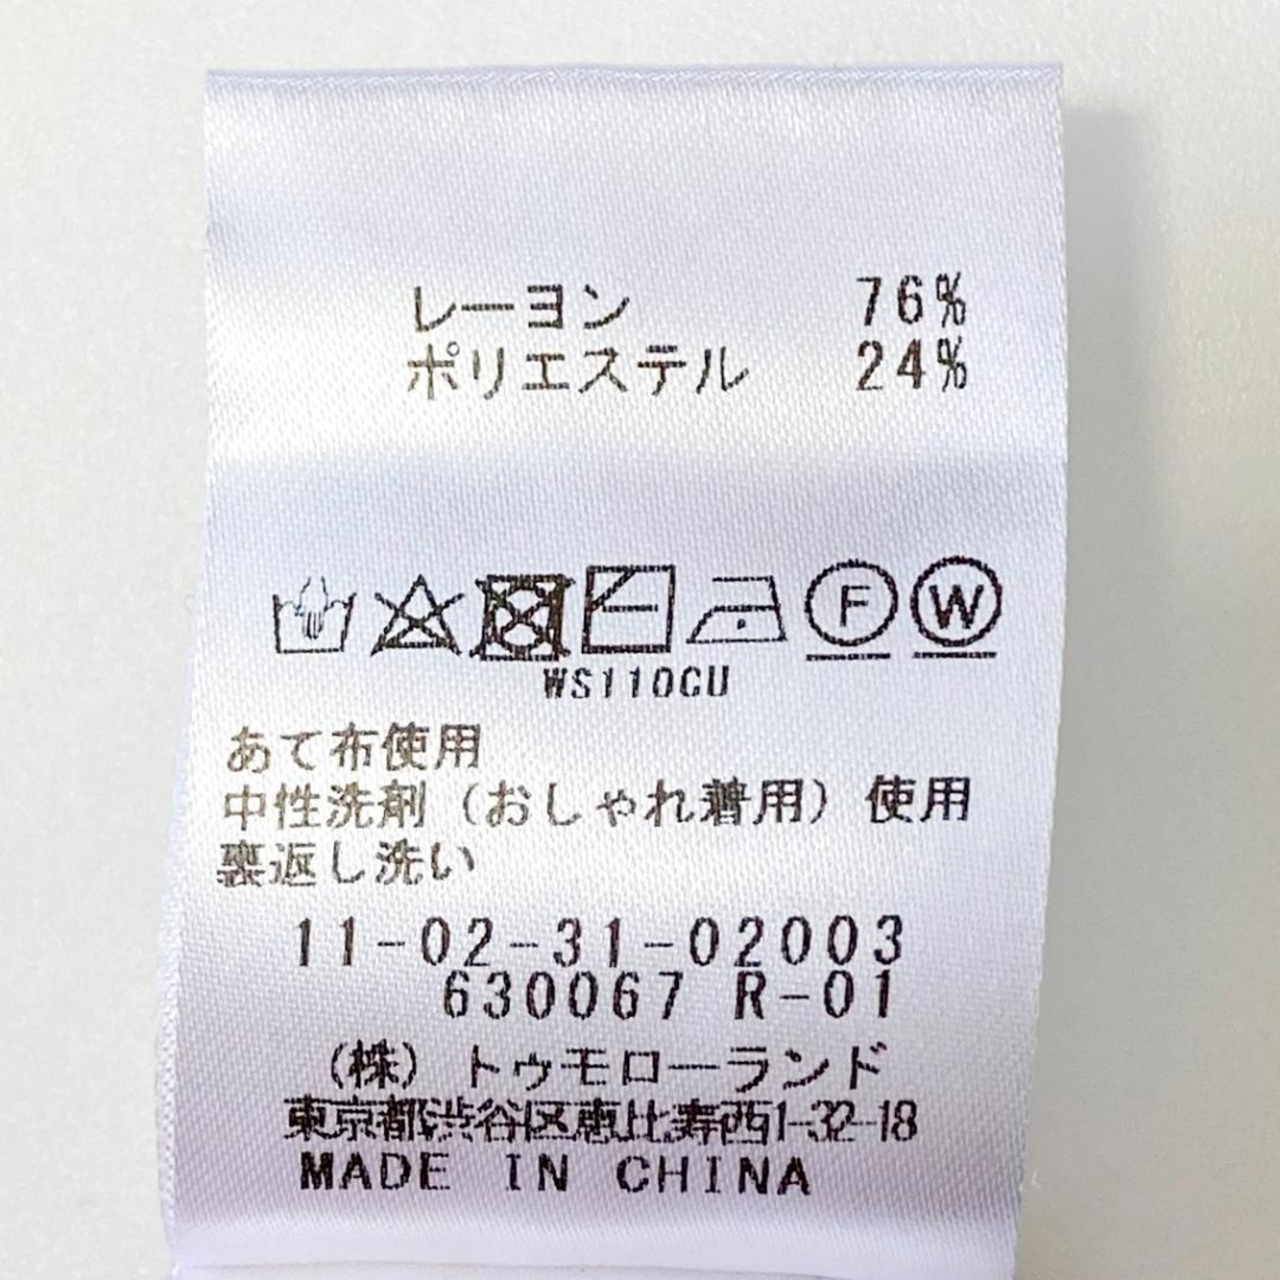 レーヨン 76%
ポリエステル 24%
F W
WS110CU
あて布使用
中性洗剤（おしゃれ着用）使用
裏返し洗い
11-02-31-02003
630067 R-01
（株）トゥモローランド
東京都渋谷区恵比寿西1-32-18
MADE IN CHINA